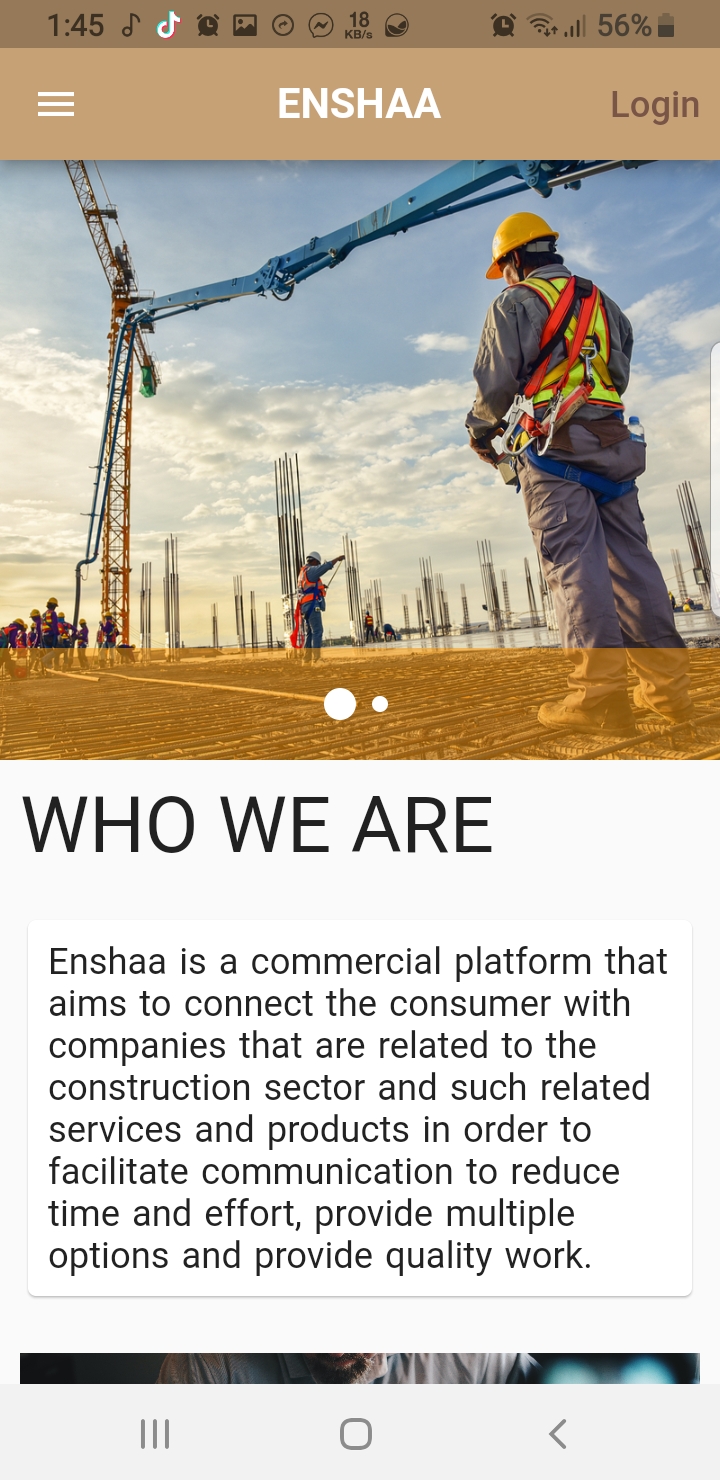 1:45 18 KB/s 56%
ENSHAA Login
WHO WE ARE
Enshaa is a commercial platform that
aims to connect the consumer with
companies that are related to the
construction sector and such related
services and products in order to
facilitate communication to reduce
time and effort, provide multiple
options and provide quality work.